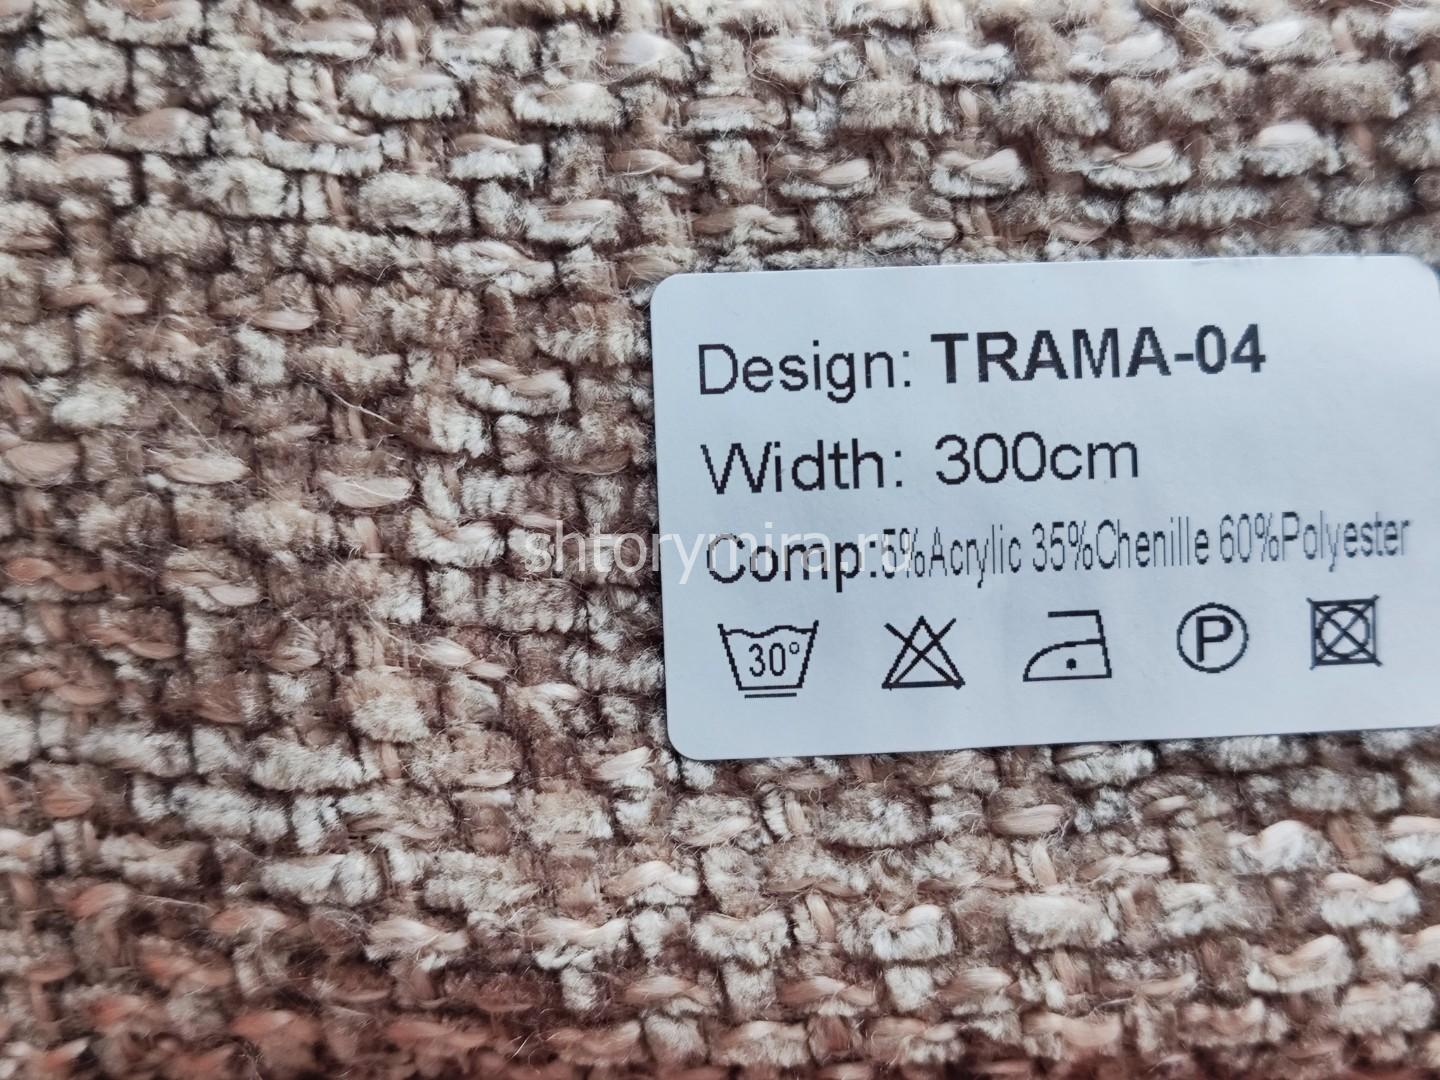 Design: TRAMA-04
Width: 300cm
Comp:5%Acrylic 35%Chenille 60%Polyester
30° P
shtorymira.ru